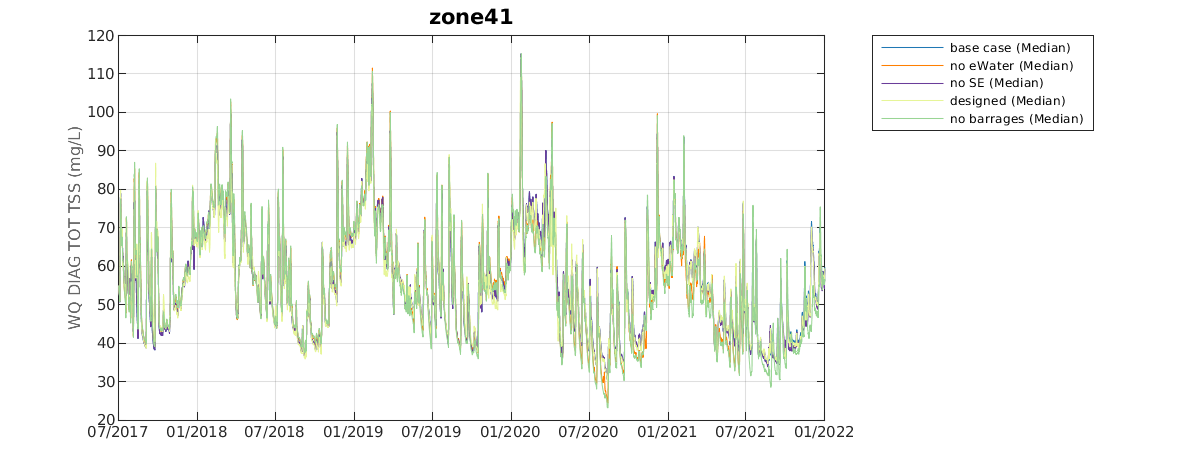 zone41
120
110
100
90
80
70
60
50
40
30
20
WQ DIAG TOT TSS (mg/L)
07/2017 01/2018 07/2018 01/2019 07/2019 01/2020 07/2020 01/2021 07/2021 01/2022
base case (Median)
no eWater (Median)
no SE (Median)
designed (Median)
no barrages (Median)